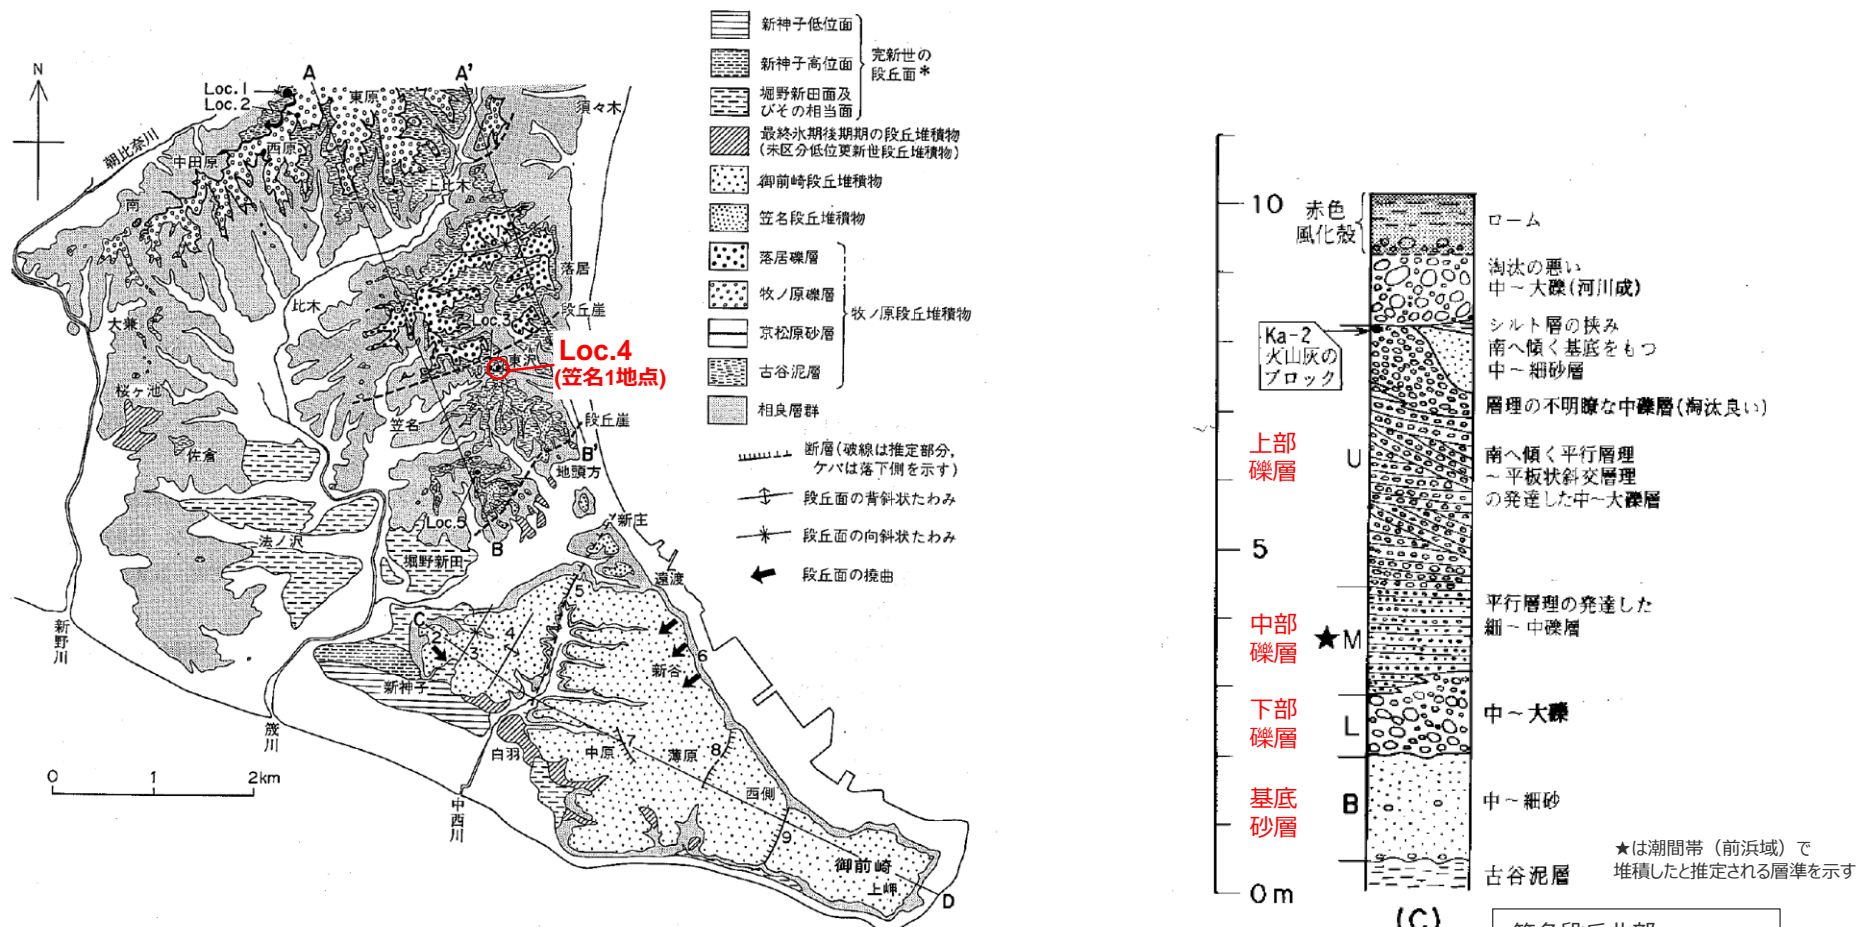 N
A
A'
Loc.1
Loc.2
東原
須々木
朝比奈川
中田原
西原
上比木
南
落居
比木
段丘崖
大兼
Loc.3
東沢
Loc.4
(笠名1地点)
桜ヶ池
笠名
段丘崖
佐倉
B'
地頭方
Loc.5
新庄
法ノ沢
B
堀野新田
遠渡
5
C
2
4
3
6
新野川
新谷
新神子
筬川
白羽
中原
7
薄原
8
0 1 2km
西側
中西川
9
御前崎
上岬
D
新神子低位面
新神子高位面
堀野新田面及
びその相当面
完新世の
段丘面*
最終氷期後期期の段丘堆積物
(未区分低位更新世段丘堆積物)
御前崎段丘堆積物
笠名段丘堆積物
落居礫層
牧ノ原礫層
京松原砂層
古谷泥層
牧ノ原段丘堆積物
相良層群
断層(破線は推定部分,
ケバは落下側を示す)
段丘面の背斜状たわみ
段丘面の向斜状たわみ
段丘面の撓曲
10
赤色
風化殻
ローム
淘汰の悪い
中~大礫(河川成)
シルト層の挟み
Ka-2
火山灰の
ブロック
南へ傾く基底をもつ
中~細砂層
層理の不明瞭な中礫層(淘汰良い)
上部
礫層
U
南へ傾く平行層理
~平板状斜交層理
の発達した中~大礫層
5
中部
礫層
★M
平行層理の発達した
細~中礫層
下部
礫層
L
中~大礫
基底
砂層
B
中~細砂
★は潮間帯(前浜域)で
堆積したと推定される層準を示す
古谷泥層
0m
(C)